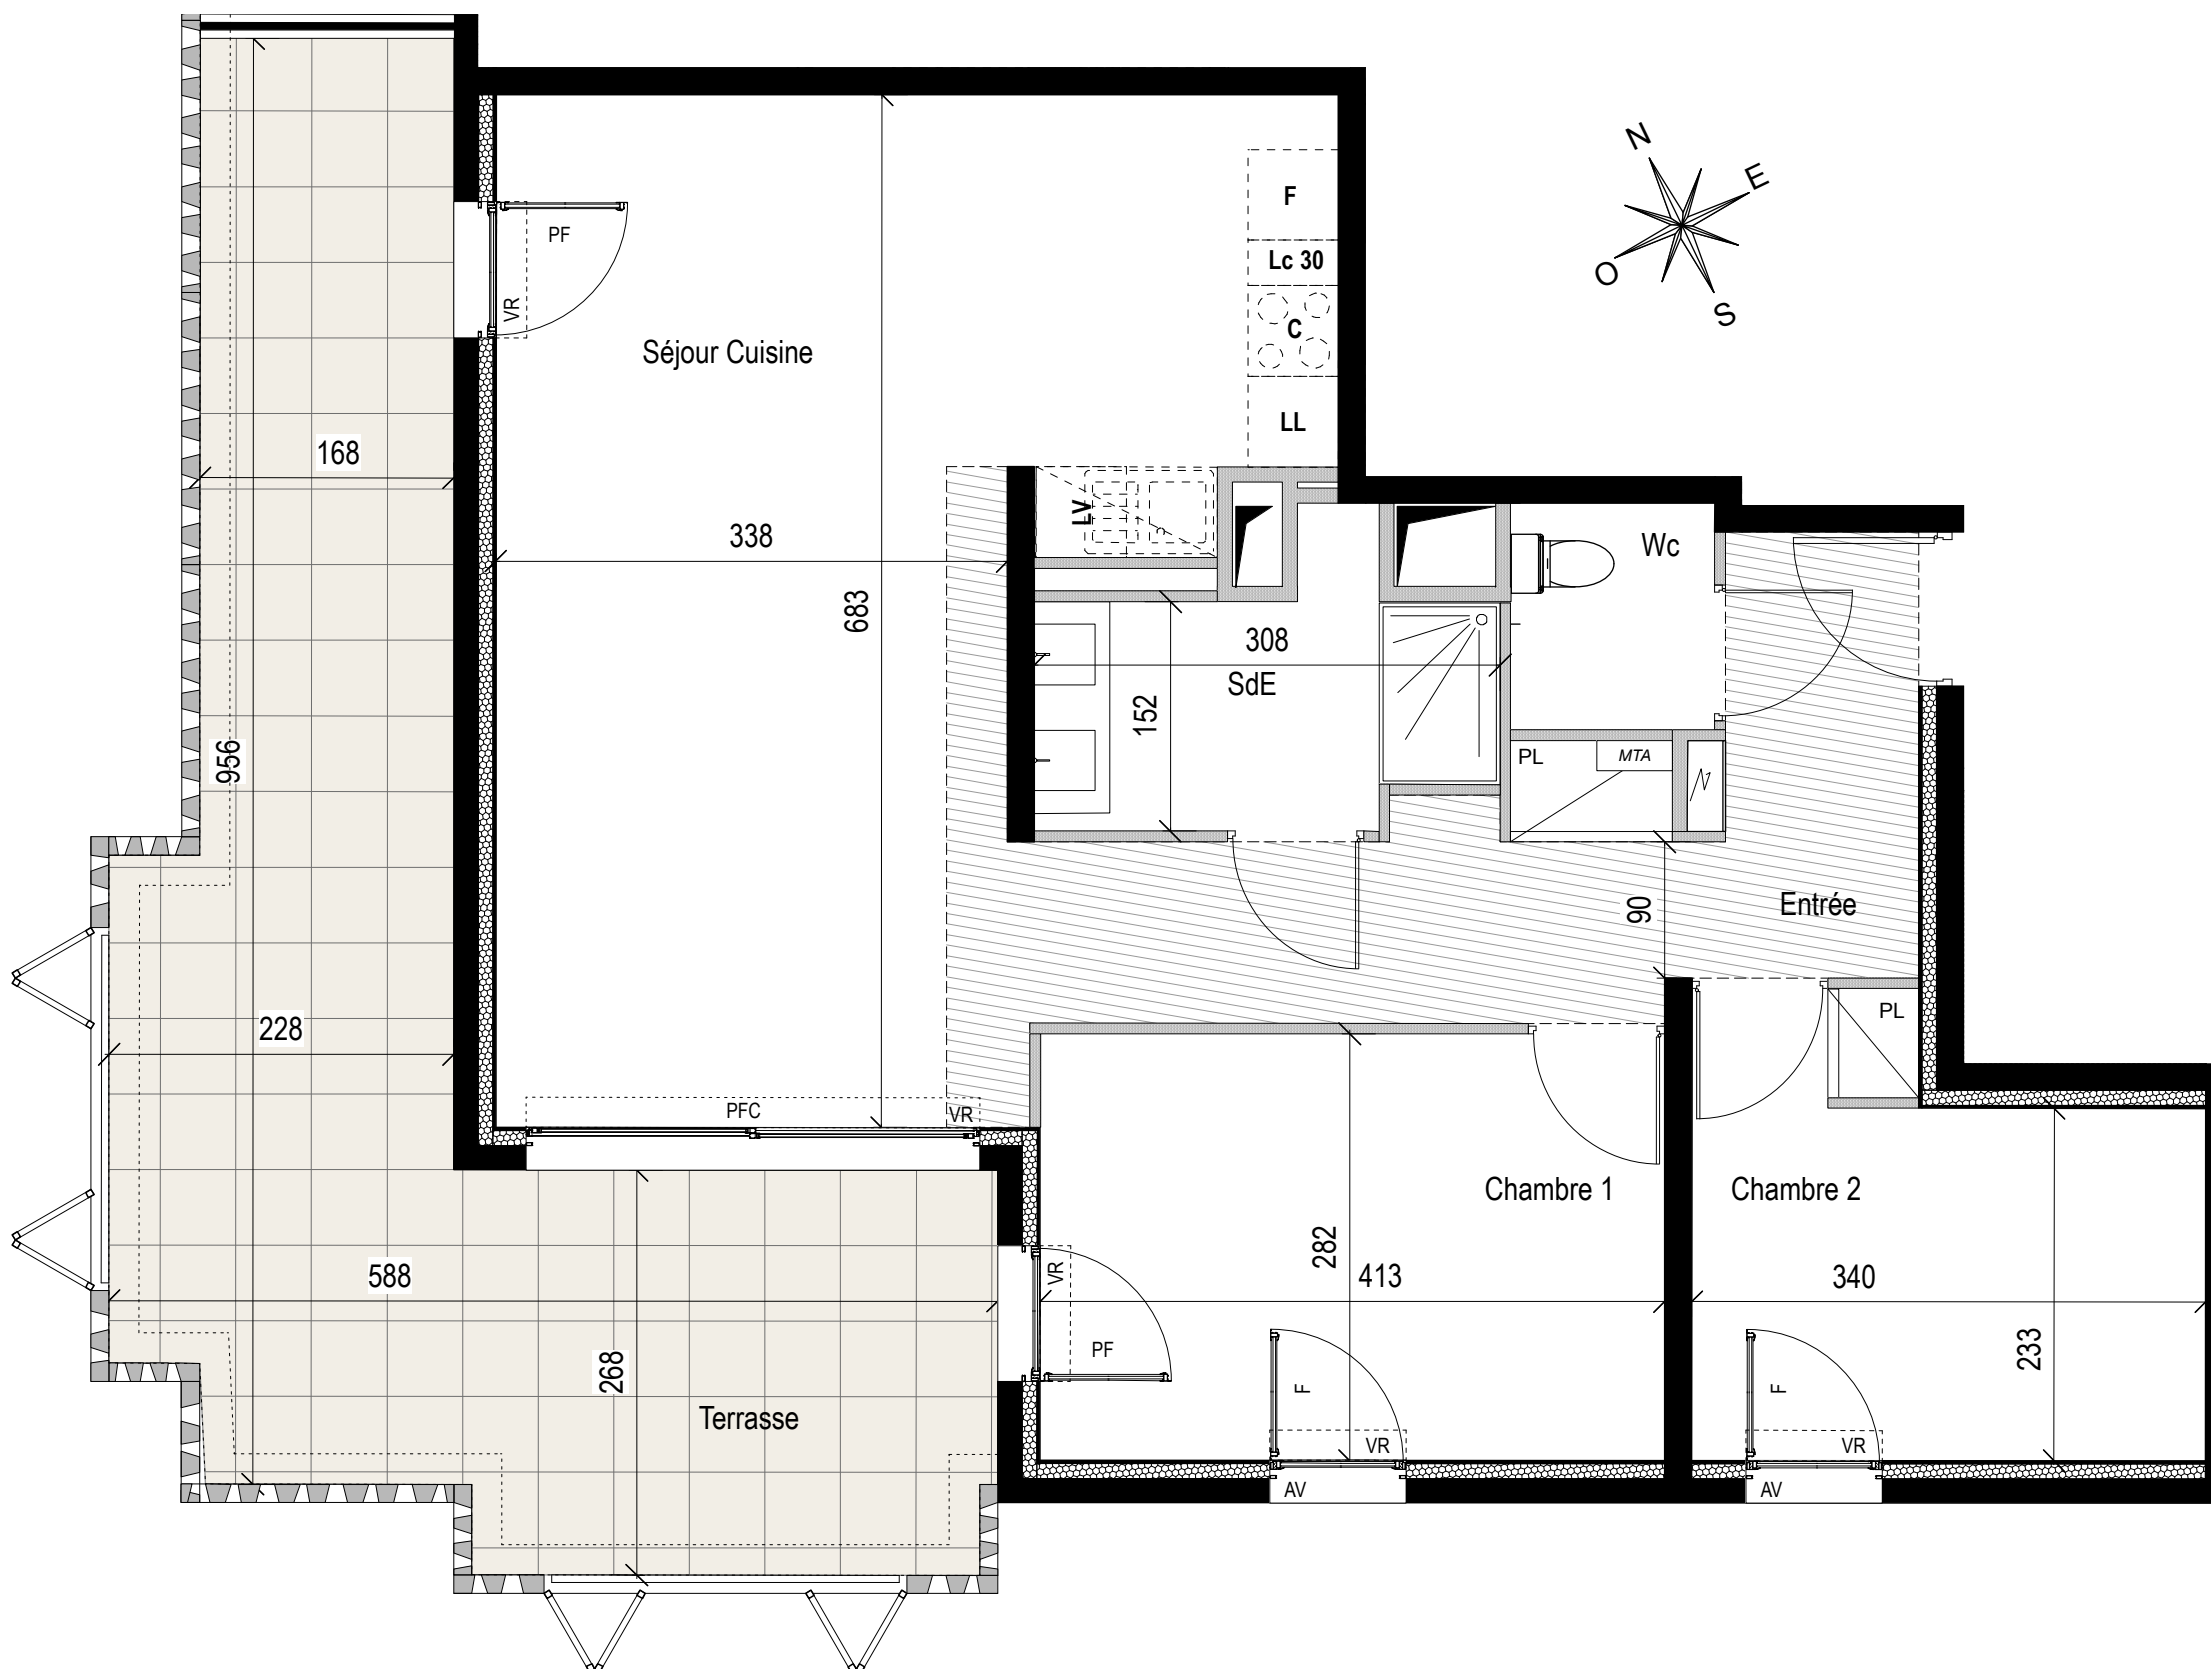 N
E
O
S
F
Lc 30
C
LL
PF
VR
Séjour Cuisine
168
LV
338
683
Wc
308
SdE
152
956
PL
MTA
Entrée
90
228
PL
PFC
VR
Chambre 1
Chambre 2
282
413
340
588
VR
PF
268
233
F
F
Terrasse
VR
VR
AV
AV